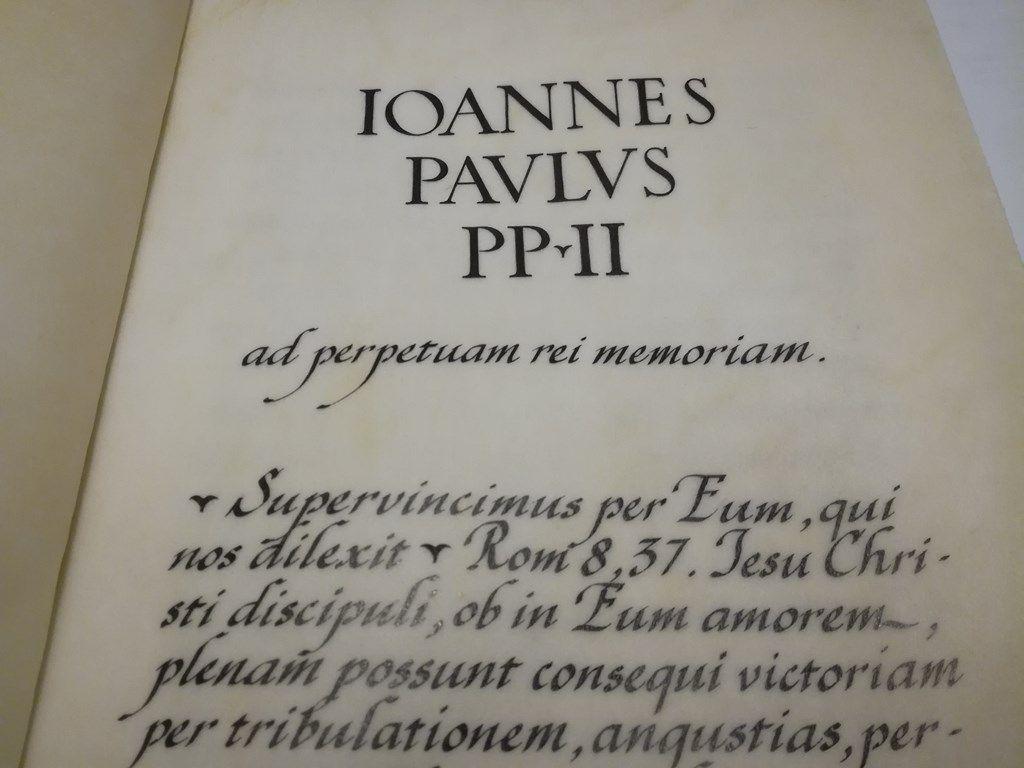 IOANNES
PAVLVS
PP II
ad perpetuam rei memoriam.
Supervincimus per Eum, qui
nos dilexit Rom 8, 37. Iesu Chri-
sti discipuli, ob in Eum amorem,
plenam possunt consequi victoriam
per tribulationem, angustias, per-